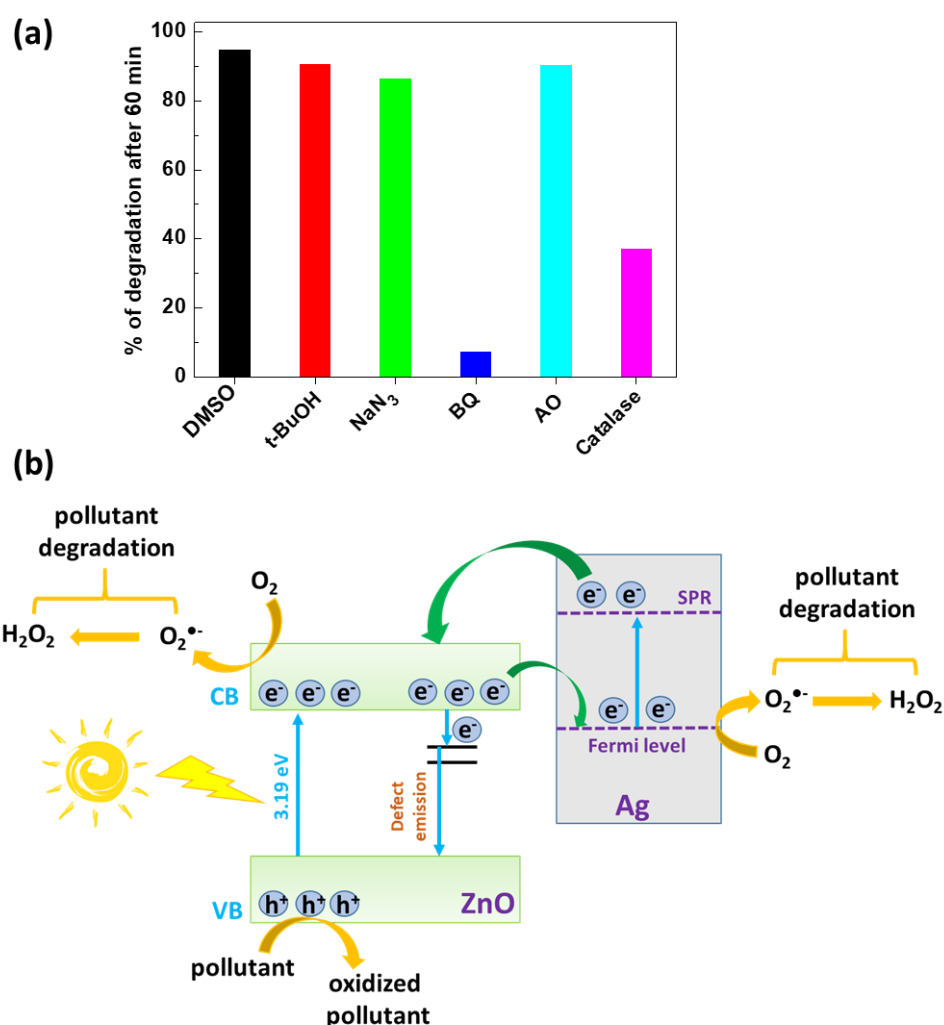 (a)
% of degradation after 60 min
100
80
60
40
20
0
DMSO
t-BuOH
NaN₃
BQ
AO
Catalase
(b)
pollutant
degradation
H₂O₂
O₂•-
O₂
CB
e⁻ e⁻ e⁻
e⁻ e⁻ e⁻
e⁻
3.19 eV
Defect
emission
VB
h⁺ h⁺ h⁺
ZnO
pollutant
oxidized
pollutant
e⁻ e⁻
SPR
e⁻ e⁻
Fermi level
Ag
pollutant
degradation
O₂•-
H₂O₂
O₂